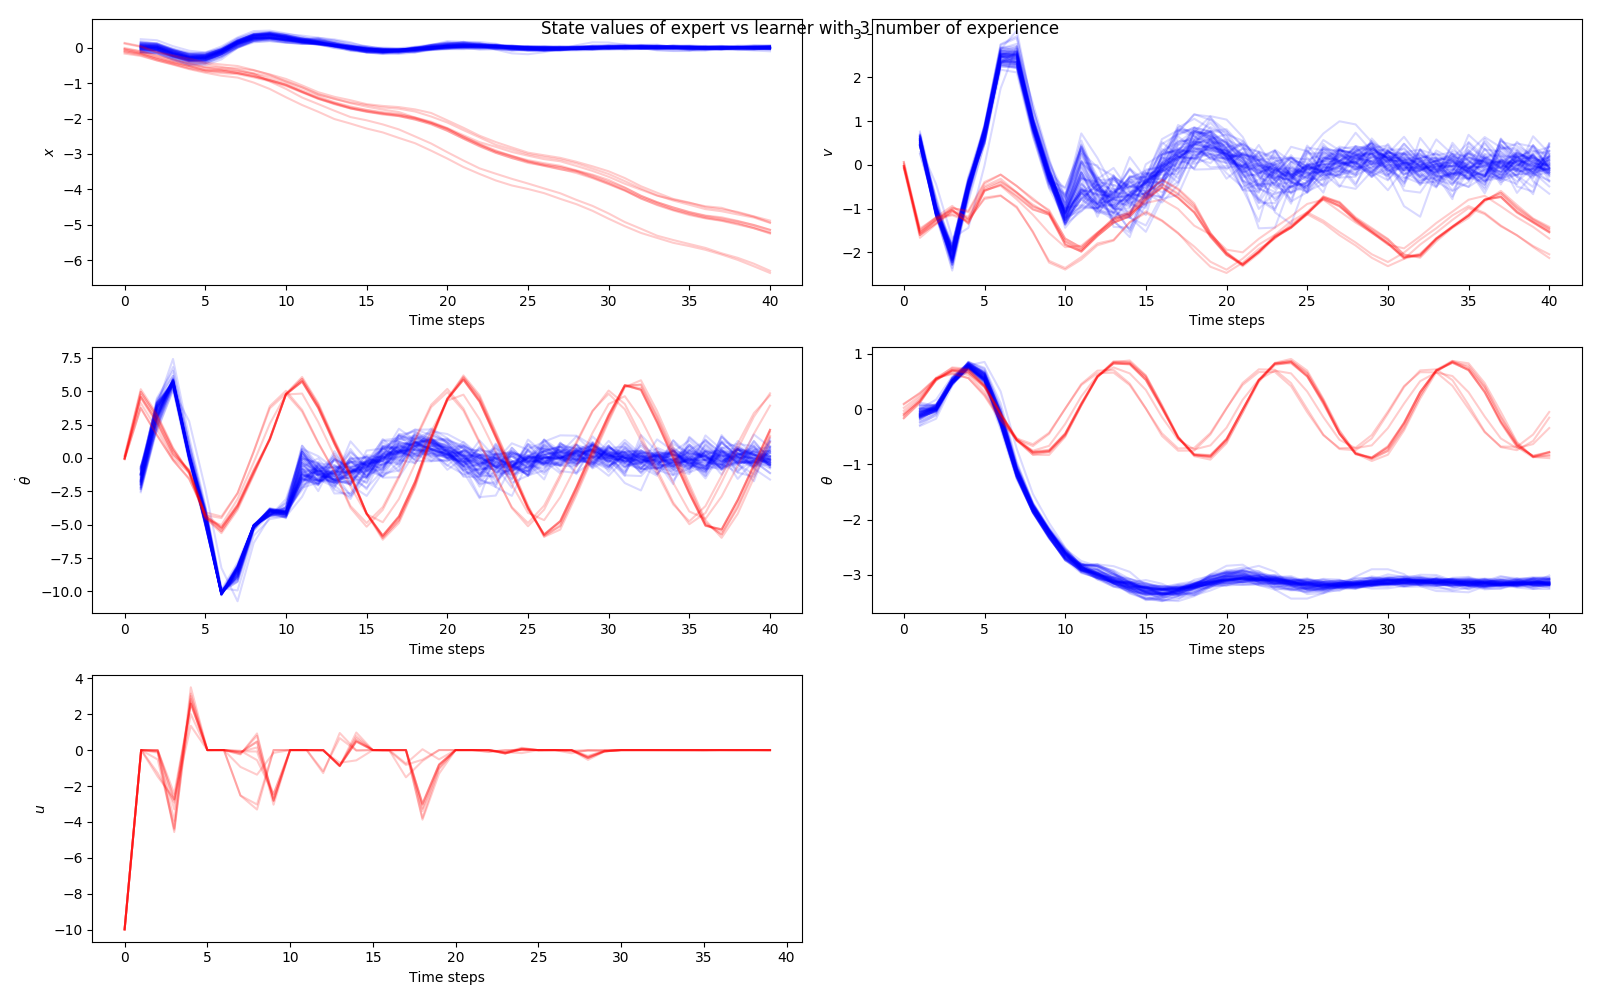 State values of expert vs learner with 3 number of experience
0
−1
−2
−3
−4
−5
−6
x
0 5 10 15 20 25 30 35 40
Time steps
3
2
1
0
−1
−2
v
0 5 10 15 20 25 30 35 40
Time steps
7.5
5.0
2.5
0.0
−2.5
−5.0
−7.5
−10.0
θ̇
0 5 10 15 20 25 30 35 40
Time steps
1
0
−1
−2
−3
θ
0 5 10 15 20 25 30 35 40
Time steps
4
2
0
−2
−4
−6
−8
−10
u
0 5 10 15 20 25 30 35 40
Time steps